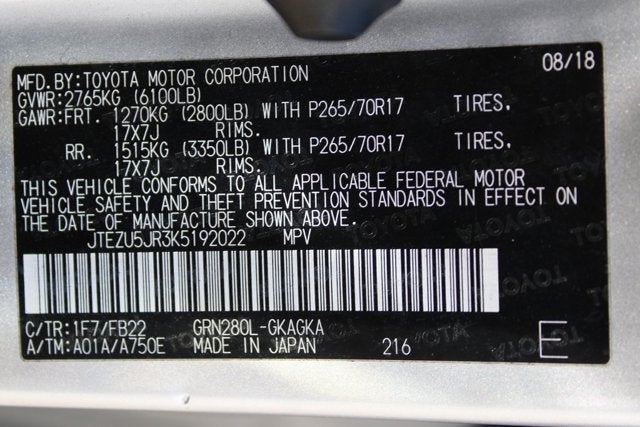 MFD.BY:TOYOTA MOTOR CORPORATION 08/18
GVWR:2765KG (6100LB)
GAWR:FRT. 1270KG (2800LB) WITH P265/70R17 TIRES,
17X7J RIMS.
RR. 1515KG (3350LB) WITH P265/70R17 TIRES,
17X7J RIMS.
THIS VEHICLE CONFORMS TO ALL APPLICABLE FEDERAL MOTOR
VEHICLE SAFETY AND THEFT PREVENTION STANDARDS IN EFFECT ON
THE DATE OF MANUFACTURE SHOWN ABOVE.
JTEZU5JR3K5192022 MPV
C/TR:1F7/FB22 GRN280L-GKAGKA
A/TM:A01A/A750E MADE IN JAPAN 216 E